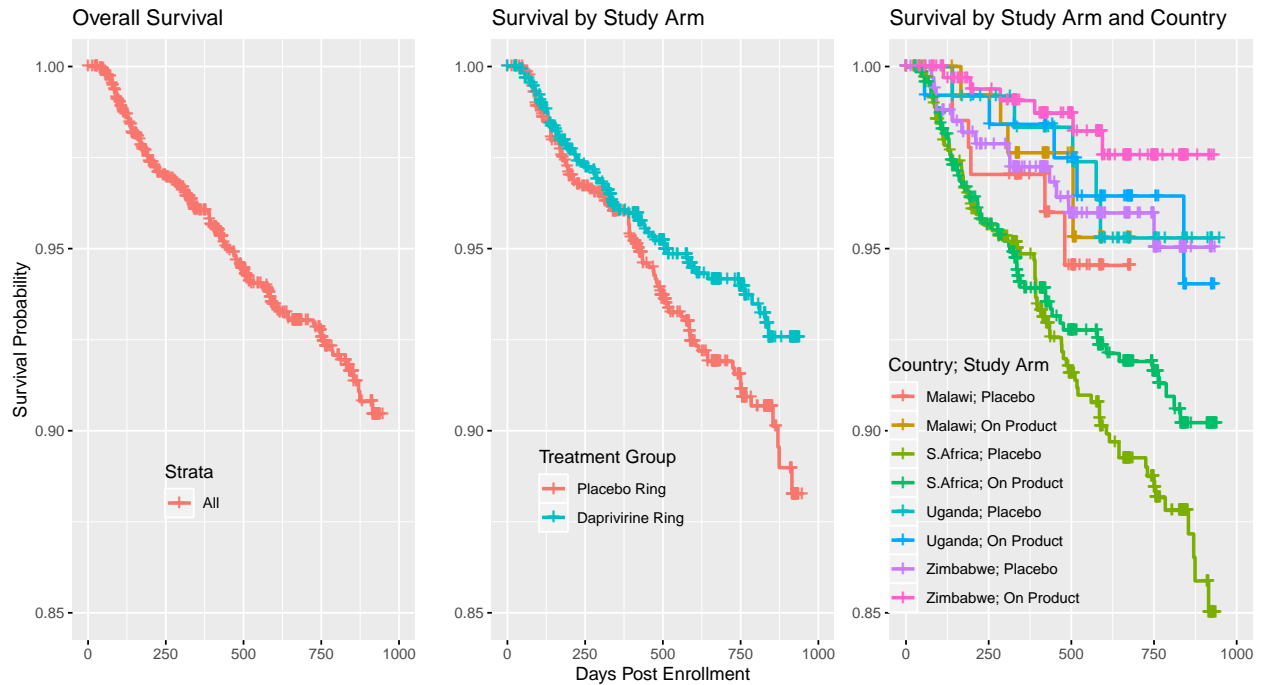 Overall Survival
Survival by Study Arm
Survival by Study Arm and Country
Survival Probability
1.00
0.95
0.90
0.85
Strata
All
0
250
500
750
1000
1.00
0.95
0.90
0.85
Treatment Group
Placebo Ring
Daprivirine Ring
0
250
500
750
1000
Days Post Enrollment
1.00
0.95
0.90
0.85
Country; Study Arm
Malawi; Placebo
Malawi; On Product
S.Africa; Placebo
S.Africa; On Product
Uganda; Placebo
Uganda; On Product
Zimbabwe; Placebo
Zimbabwe; On Product
0
250
500
750
1000